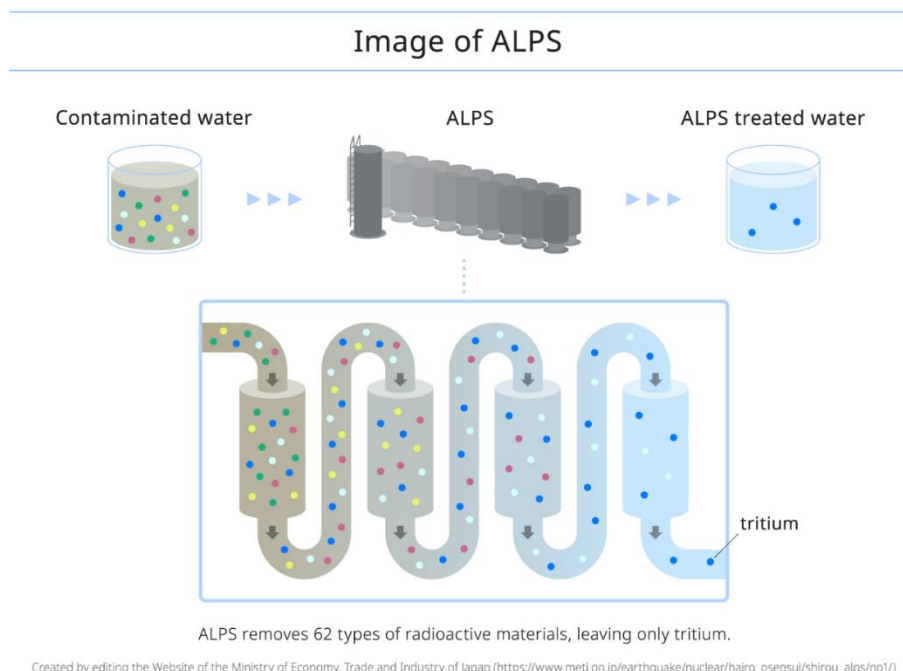 Image of ALPS
Contaminated water
ALPS
ALPS treated water
tritium
ALPS removes 62 types of radioactive materials, leaving only tritium.
Created by editing the Website of the Ministry of Economy, Trade and Industry of Japan (https://www.meti.go.jp/earthquake/nuclear/hairo_osensui/shirou_alps/no1/)